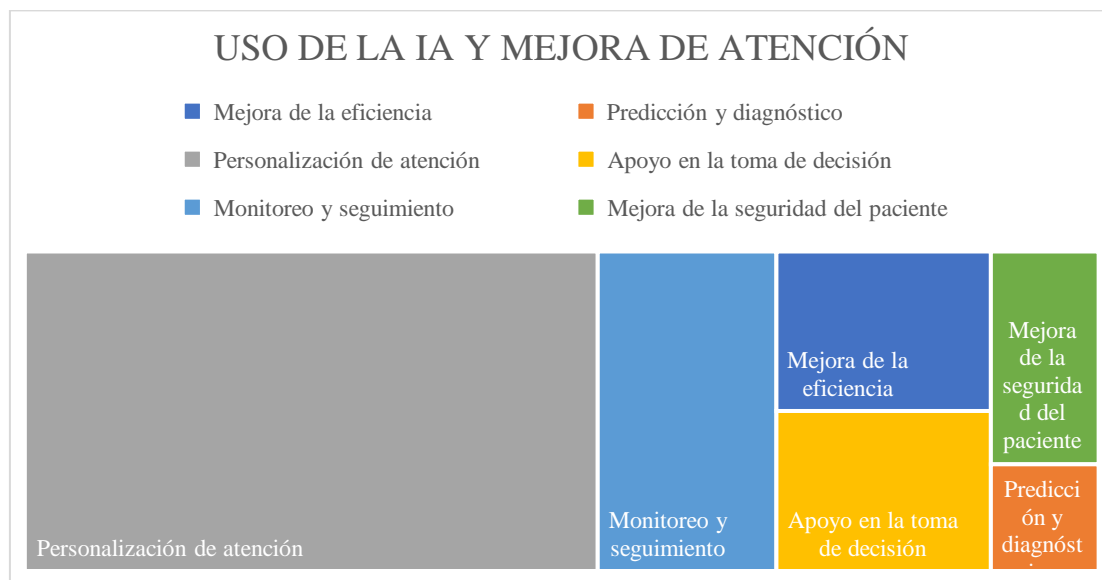 USO DE LA IA Y MEJORA DE ATENCIÓN
Mejora de la eficiencia
Predicción y diagnóstico
Personalización de atención
Apoyo en la toma de decisión
Monitoreo y seguimiento
Mejora de la seguridad del paciente
Personalización de atención
Monitoreo y
seguimiento
Mejora de la
eficiencia
Apoyo en la toma
de decisión
Mejora
de la
segurida
d del
paciente
Predicci
ón y
diagnóst